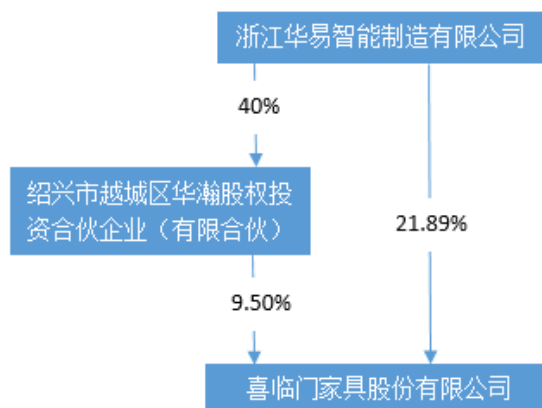 浙江华易智能制造有限公司
40%
绍兴市越城区华瀚股权投
资合伙企业（有限合伙）
21.89%
9.50%
喜临门家具股份有限公司